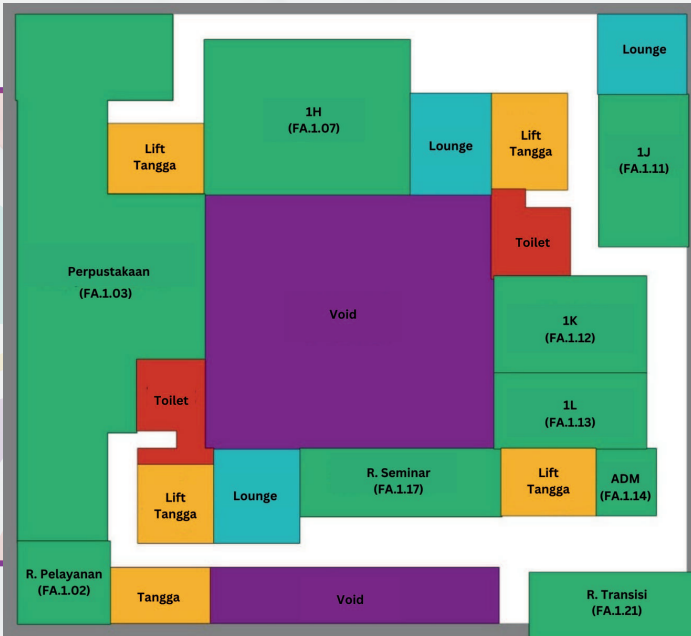 Lounge
1H
(FA.1.07)
Lift
Tangga
Lounge
Lift
Tangga
1J
(FA.1.11)
Toilet
Perpustakaan
(FA.1.03)
Void
1K
(FA.1.12)
Toilet
1L
(FA.1.13)
R. Seminar
(FA.1.17)
Lift
Tangga
ADM
(FA.1.14)
Lift
Tangga
Lounge
R. Pelayanan
(FA.1.02)
Tangga
Void
R. Transisi
(FA.1.21)